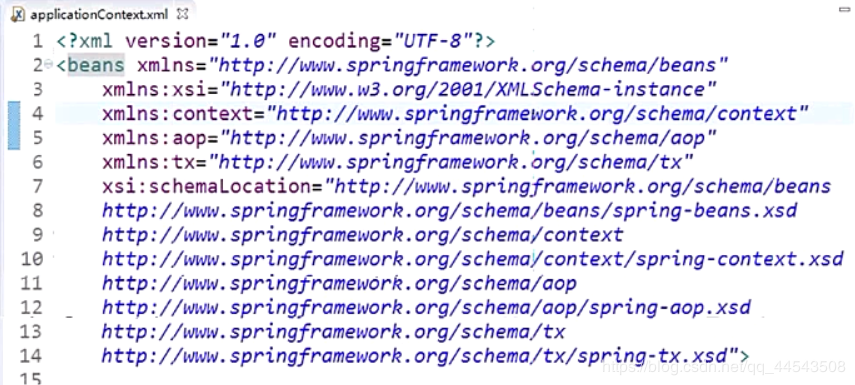 applicationContext.xml
1 <?xml version="1.0" encoding="UTF-8"?>
2 <beans xmlns="http://www.springframework.org/schema/beans"
3 xmlns:xsi="http://www.w3.org/2001/XMLSchema-instance"
4 xmlns:context="http://www.springframework.org/schema/context"
5 xmlns:aop="http://www.springframework.org/schema/aop"
6 xmlns:tx="http://www.springframework.org/schema/tx"
7 xsi:schemaLocation="http://www.springframework.org/schema/beans
8 http://www.springframework.org/schema/beans/spring-beans.xsd
9 http://www.springframework.org/schema/context
10 http://www.springframework.org/schema/context/spring-context.xsd
11 http://www.springframework.org/schema/aop
12 http://www.springframework.org/schema/aop/spring-aop.xsd
13 http://www.springframework.org/schema/tx
14 http://www.springframework.org/schema/tx/spring-tx.xsd">
15
https://blog.csdn.net/qq_44543508